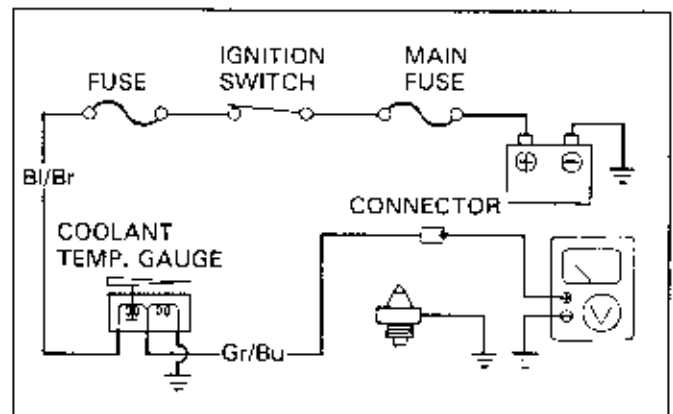 IGNITION
SWITCH
MAIN
FUSE
FUSE
⊕ ⊖
Bl/Br
CONNECTOR
COOLANT
TEMP. GAUGE
⊕
⊖
V
Gr/Bu